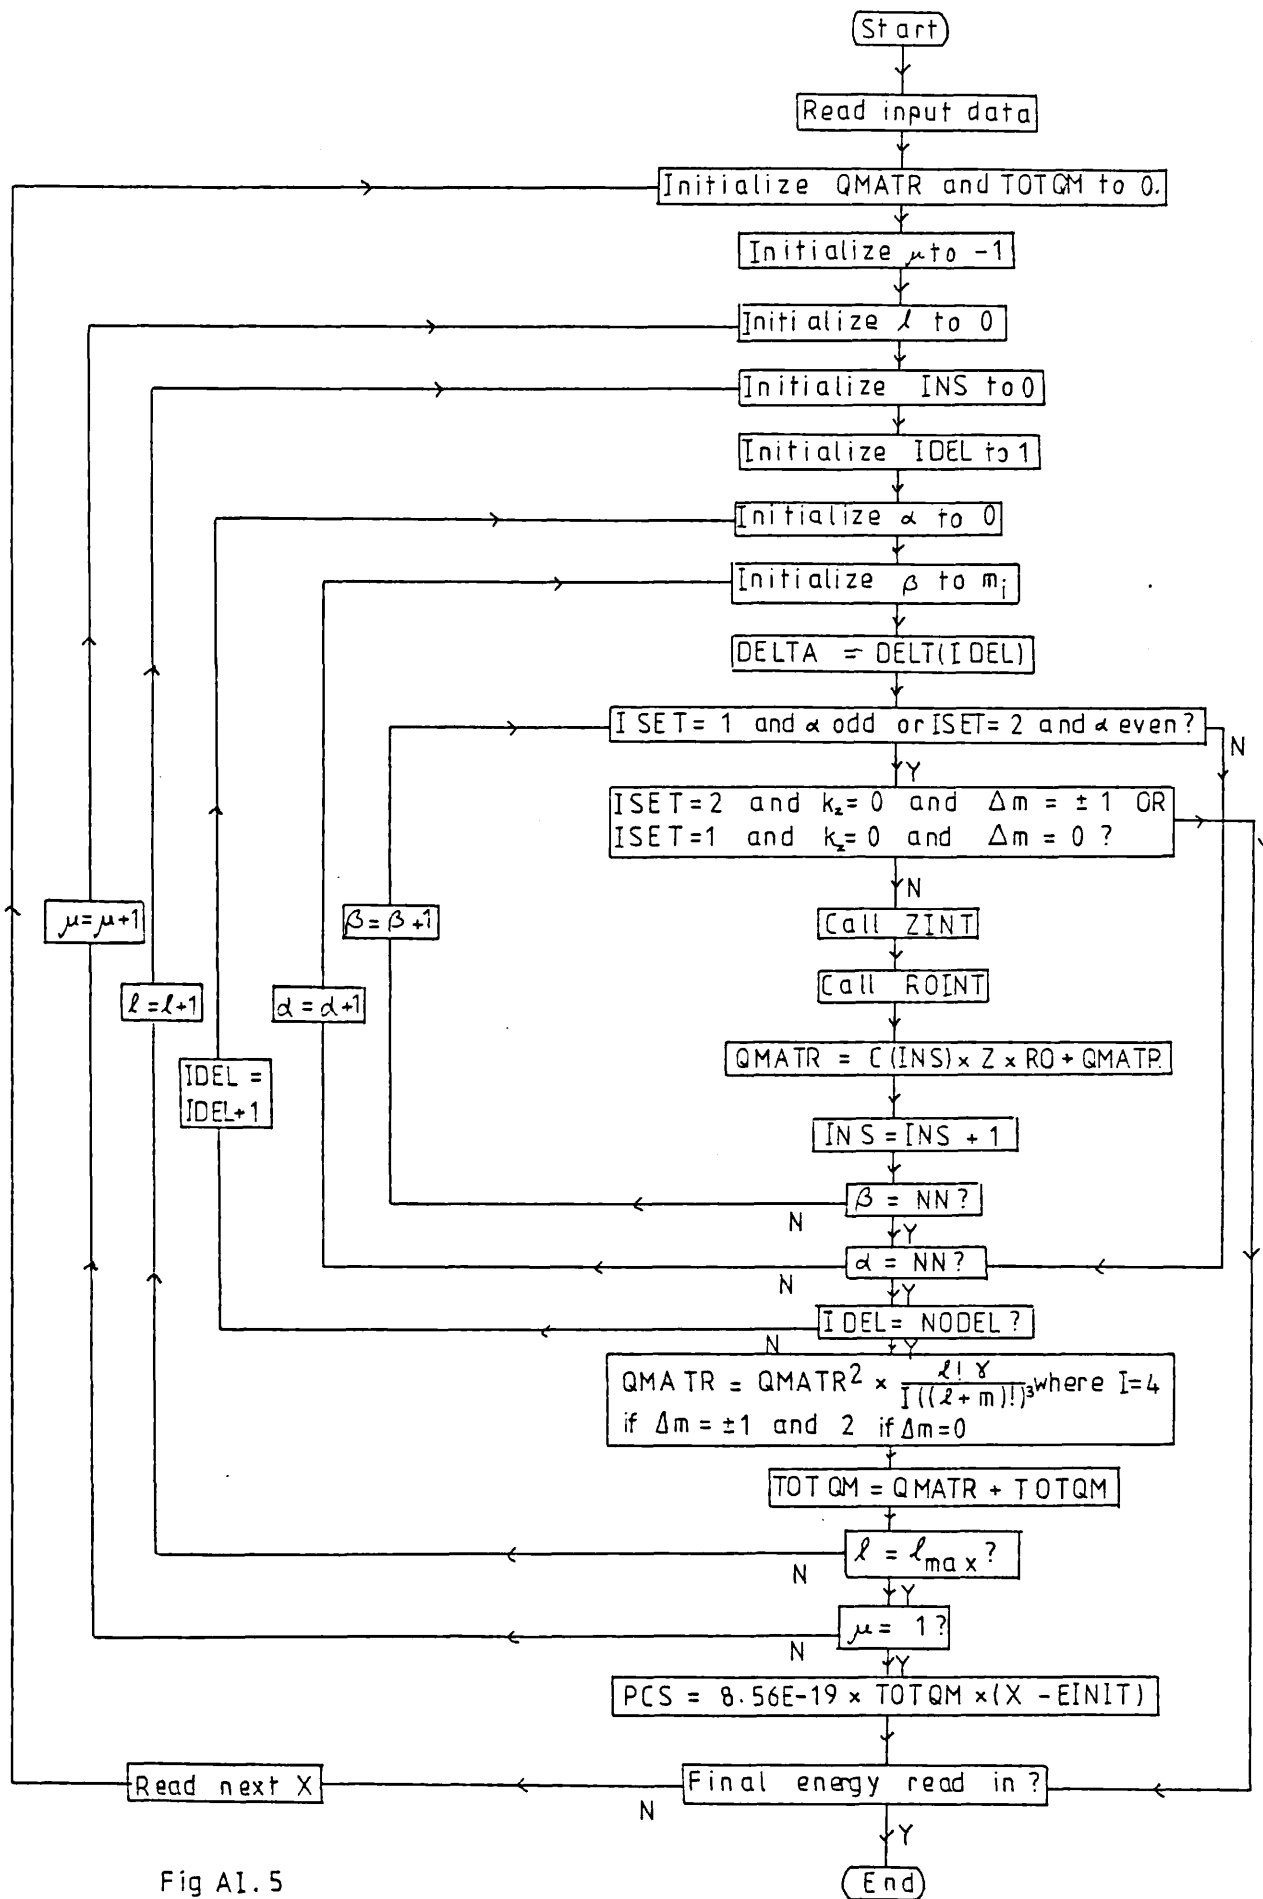 Start
Read input data
Initialize QMATR and TOTQM to 0.
Initialize μ to -1
Initialize l to 0
Initialize INS to 0
Initialize IDEL to 1
Initialize α to 0
Initialize β to mᵢ
DELTA = DELT(IDEL)
ISET=1 and α odd or ISET=2 and α even?
N
Y
ISET=2 and k_z=0 and Δm = ±1 OR
ISET=1 and k_z=0 and Δm = 0 ?
Y
N
μ=μ+1
β=β+1
Call ZINT
l=l+1
α=α+1
Call ROINT
IDEL =
IDEL+1
QMATR = C(INS)× Z × RO + QMATR.
INS = INS + 1
β = NN?
N
Y
α = NN?
N
Y
IDEL= NODEL?
N
Y
QMATR = QMATR² × l! γ / I((l+m)!)³ where I=4
if Δm = ±1 and 2 if Δm=0
TOTQM = QMATR + TOTQM
l = l_max?
N
Y
μ= 1?
N
Y
PCS = 8.56E-19 × TOTQM ×(X - EINIT)
Read next X
Final energy read in?
N
Y
End
Fig AI.5